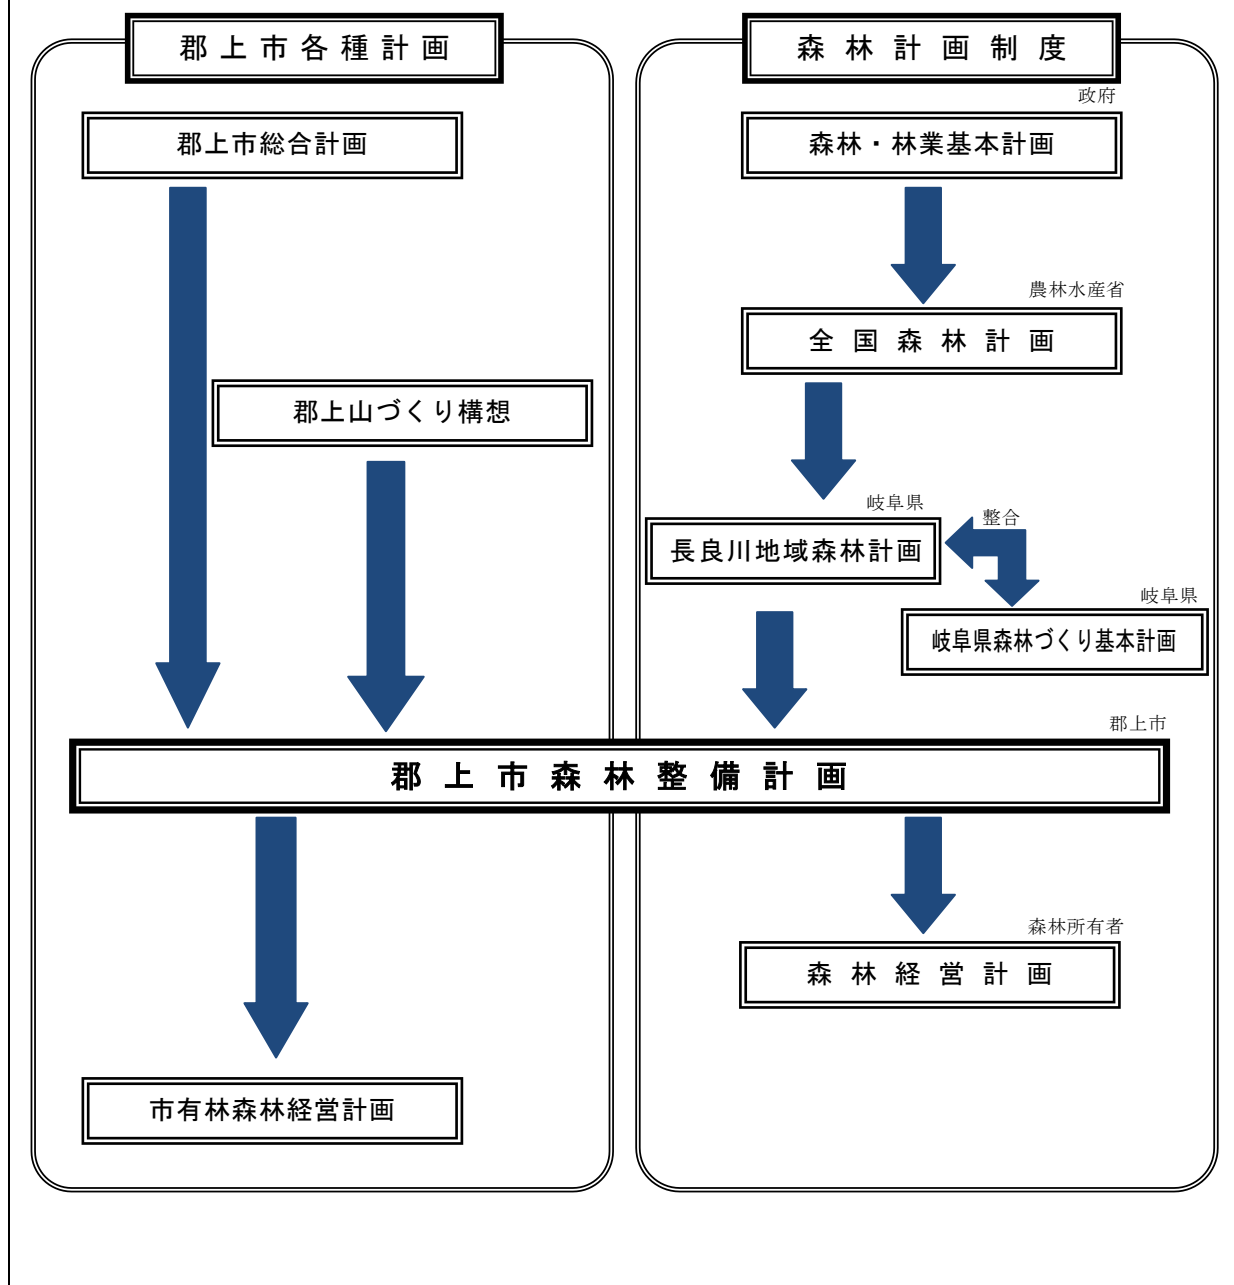 郡上市各種計画
郡上市総合計画
郡上山づくり構想
森林計画制度
政府
森林・林業基本計画
農林水産省
全国森林計画
岐阜県
長良川地域森林計画
整合
岐阜県
岐阜県森林づくり基本計画
郡上市
郡上市森林整備計画
市有林森林経営計画
森林所有者
森林経営計画